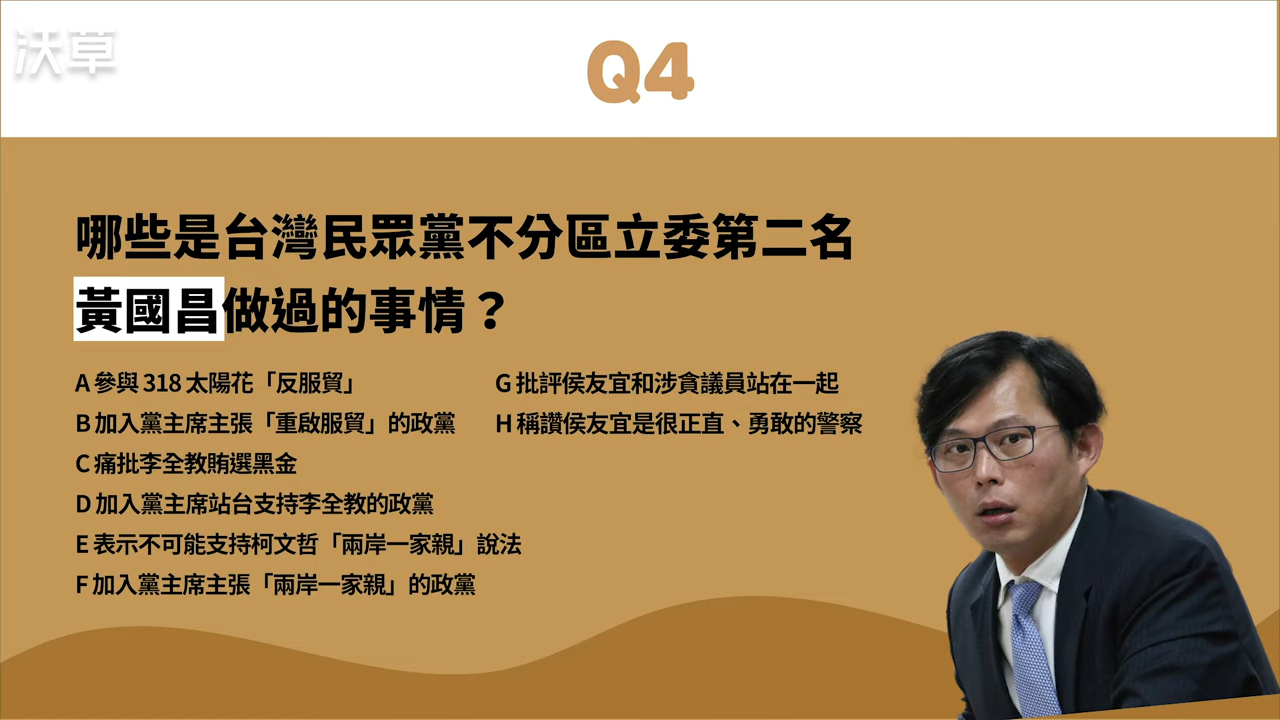 沃草
Q4
哪些是台灣民眾黨不分區立委第二名
黃國昌做過的事情？
A 參與 318 太陽花「反服貿」
B 加入黨主席主張「重啟服貿」的政黨
C 痛批李全教賄選黑金
D 加入黨主席站台支持李全教的政黨
E 表示不可能支持柯文哲「兩岸一家親」說法
F 加入黨主席主張「兩岸一家親」的政黨
G 批評侯友宜和涉貪議員站在一起
H 稱讚侯友宜是很正直、勇敢的警察